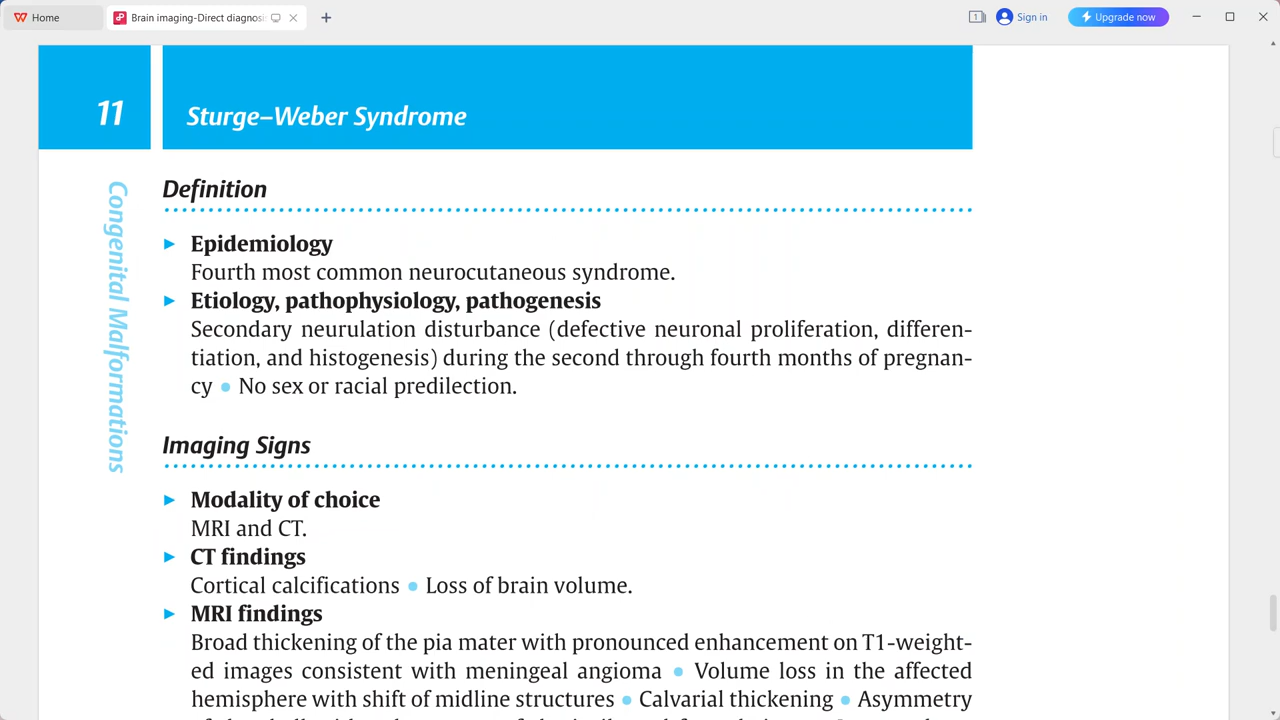 Home
Brain imaging-Direct diagnosi
Sign in
Upgrade now
11
Sturge–Weber Syndrome
Congenital Malformations
Definition
► Epidemiology
Fourth most common neurocutaneous syndrome.
► Etiology, pathophysiology, pathogenesis
Secondary neurulation disturbance (defective neuronal proliferation, differen-
tiation, and histogenesis) during the second through fourth months of pregnan-
cy ● No sex or racial predilection.
Imaging Signs
► Modality of choice
MRI and CT.
► CT findings
Cortical calcifications ● Loss of brain volume.
► MRI findings
Broad thickening of the pia mater with pronounced enhancement on T1-weight-
ed images consistent with meningeal angioma ● Volume loss in the affected
hemisphere with shift of midline structures ● Calvarial thickening ● Asymmetry